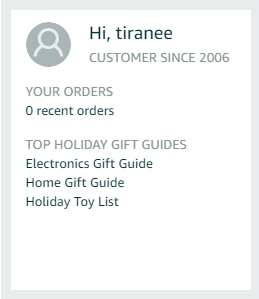 Hi, tiranee
CUSTOMER SINCE 2006
YOUR ORDERS
0 recent orders
TOP HOLIDAY GIFT GUIDES
Electronics Gift Guide
Home Gift Guide
Holiday Toy List